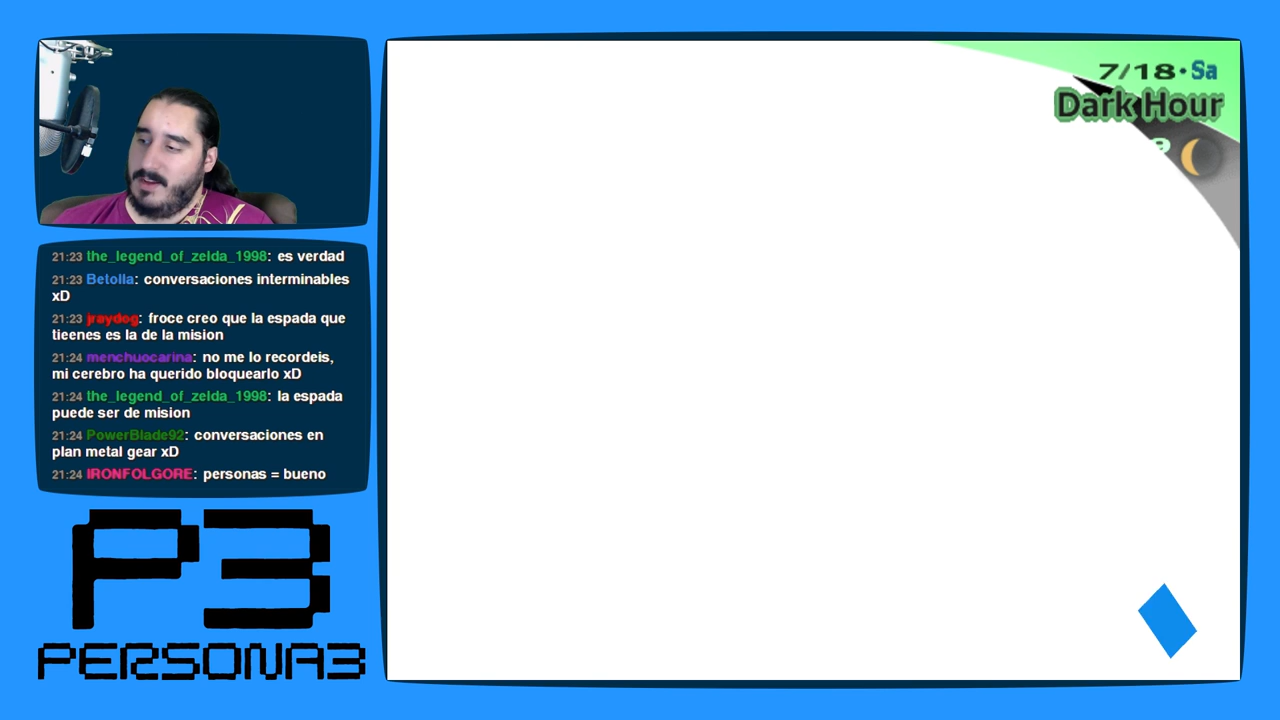 7/18・Sa
Dark Hour
21:23 the_legend_of_zelda_1998: es verdad
21:23 Betolla: conversaciones interminables
xD
21:23 jraydog: froce creo que la espada que
tieenes es la de la mision
21:24 menchuocarina: no me lo recordeis,
mi cerebro ha querido bloquearlo xD
21:24 the_legend_of_zelda_1998: la espada
puede ser de mision
21:24 PowerBlade92: conversaciones en
plan metal gear xD
21:24 IRONFOLGORE: personas = bueno
P3
PERSONA3